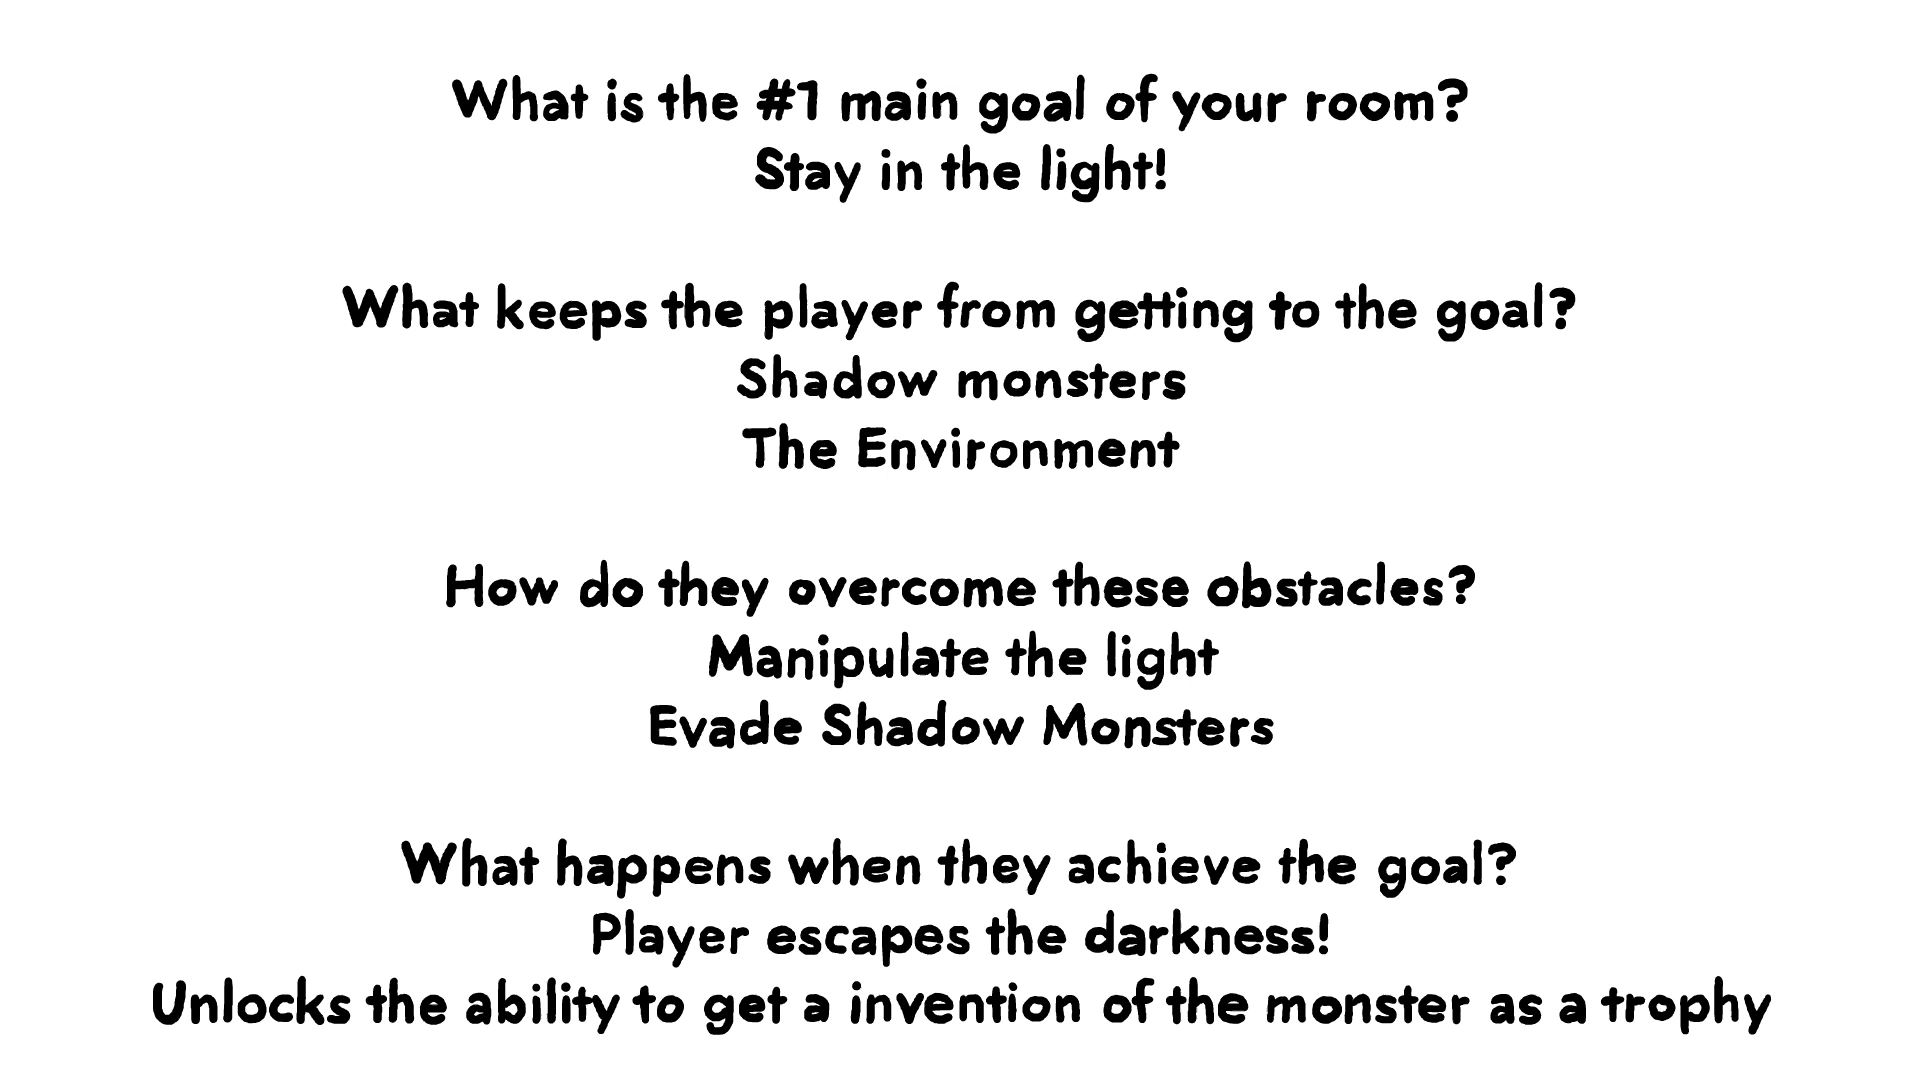 What is the #1 main goal of your room?
Stay in the light!
What keeps the player from getting to the goal?
Shadow monsters
The Environment
How do they overcome these obstacles?
Manipulate the light
Evade Shadow Monsters
What happens when they achieve the goal?
Player escapes the darkness!
Unlocks the ability to get a invention of the monster as a trophy